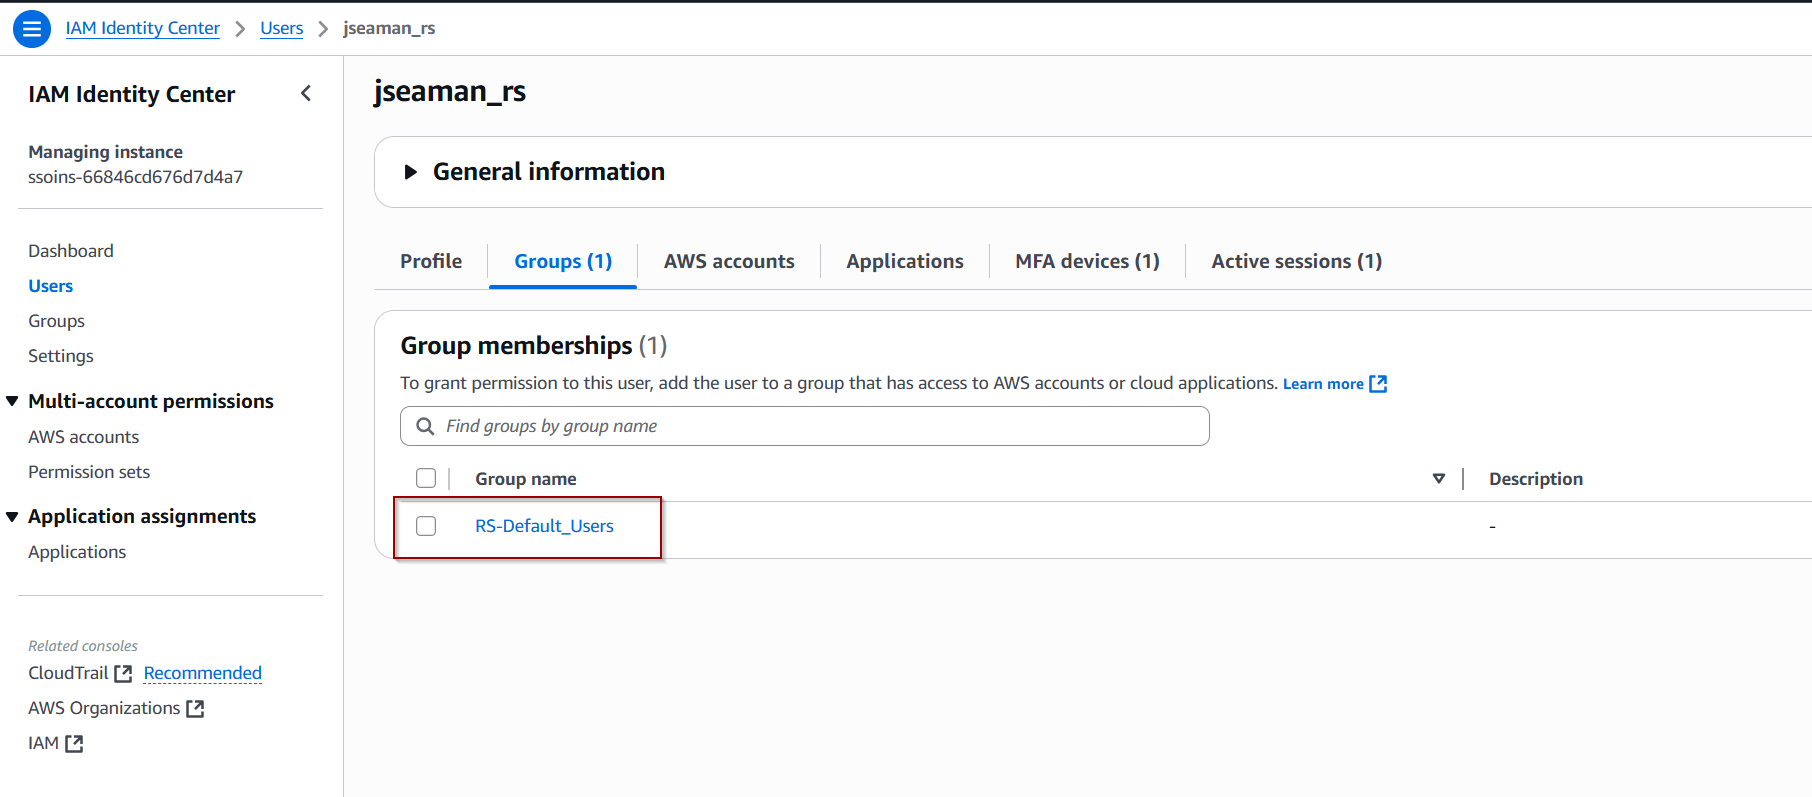 IAM Identity Center > Users > jseaman_rs
IAM Identity Center
Managing instance
ssoins-66846cd676d7d4a7
Dashboard
Users
Groups
Settings
Multi-account permissions
AWS accounts
Permission sets
Application assignments
Applications
Related consoles
CloudTrail Recommended
AWS Organizations
IAM
jseaman_rs
General information
Profile Groups (1) AWS accounts Applications MFA devices (1) Active sessions (1)
Group memberships (1)
To grant permission to this user, add the user to a group that has access to AWS accounts or cloud applications. Learn more
Find groups by group name
Group name Description
RS-Default_Users -